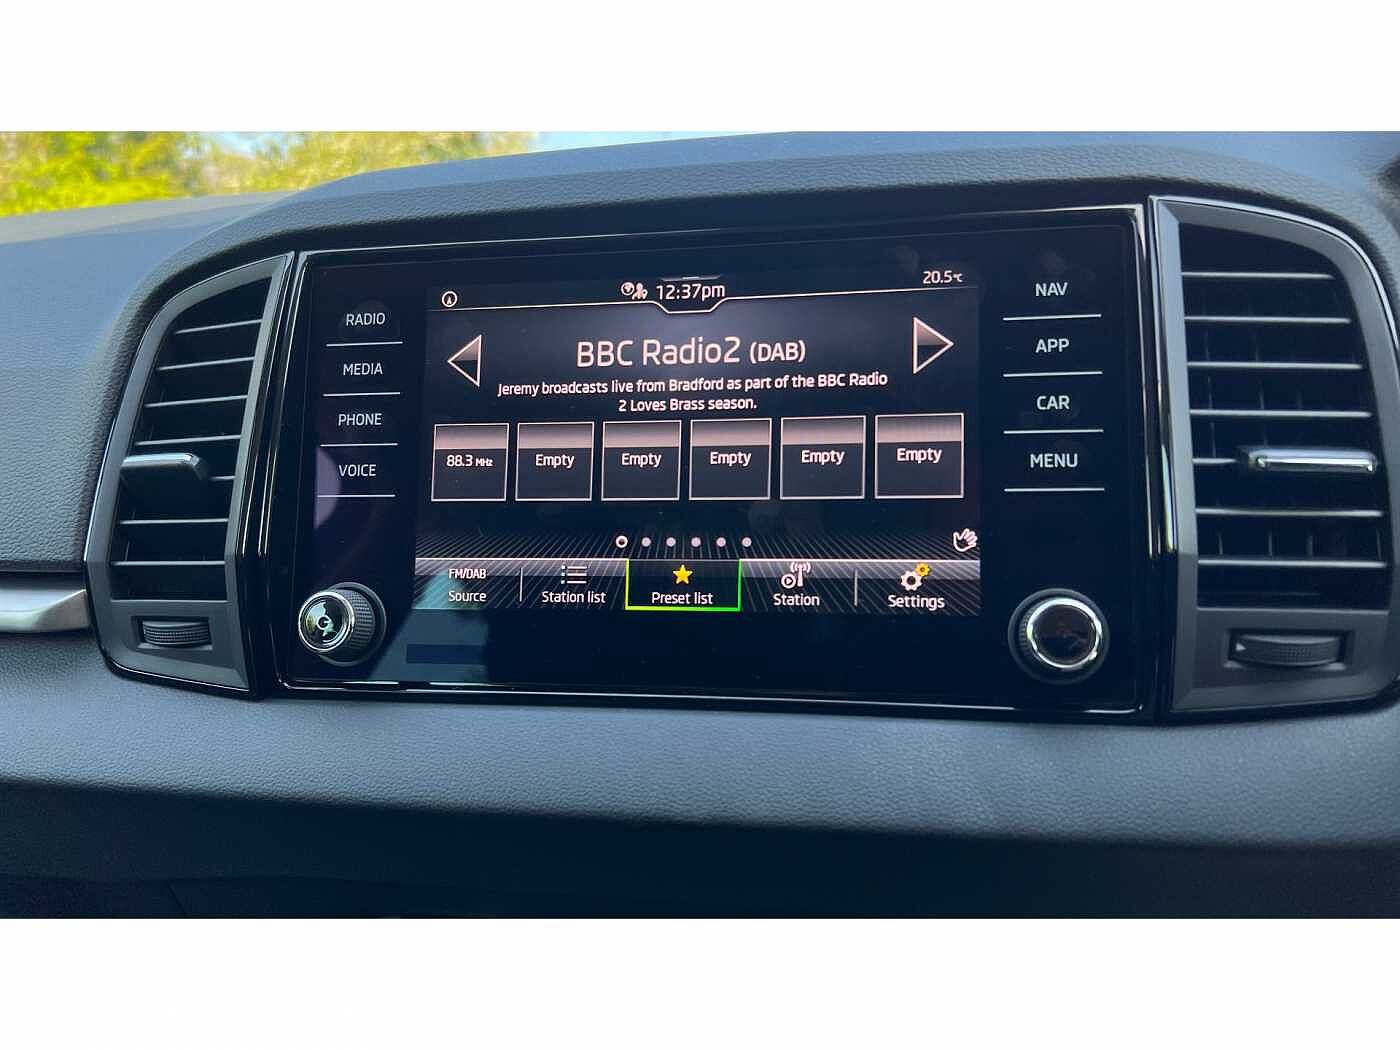 12:37pm
20.5°C
RADIO
MEDIA
PHONE
VOICE
BBC Radio2 (DAB)
Jeremy broadcasts live from Bradford as part of the BBC Radio
2 Loves Brass season.
88.3 MHz
Empty
Empty
Empty
Empty
Empty
FM/DAB
Source
Station list
Preset list
Station
Settings
NAV
APP
CAR
MENU